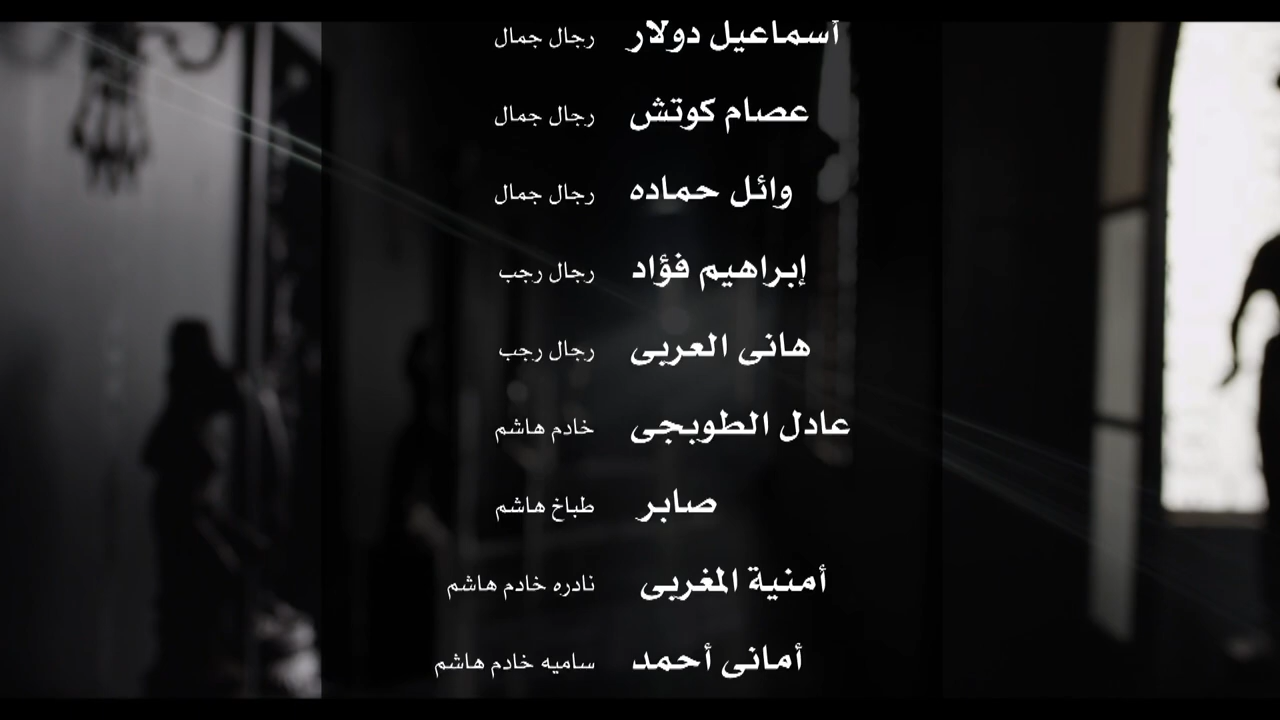 أسماعيل دولار رجال جمال
عصام كوتش رجال جمال
وائل حماده رجال جمال
إبراهيم فؤاد رجال رجب
هانى العربى رجال رجب
عادل الطوبجى خادم هاشم
صابر طباخ هاشم
أمنية المغربى نادره خادم هاشم
أمانى أحمد ساميه خادم هاشم